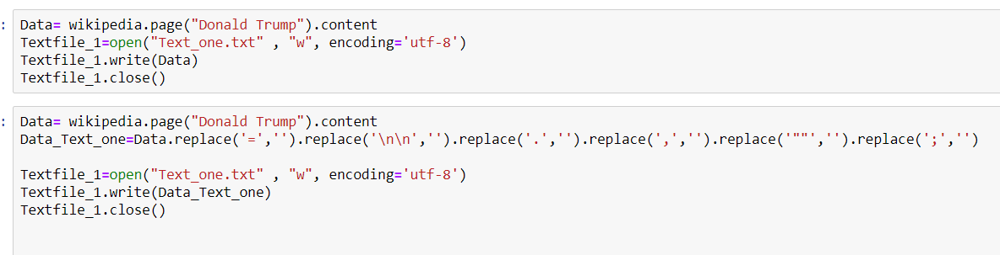 : Data= wikipedia.page("Donald Trump").content
Textfile_1=open("Text_one.txt" , "w", encoding='utf-8')
Textfile_1.write(Data)
Textfile_1.close()
: Data= wikipedia.page("Donald Trump").content
Data_Text_one=Data.replace('=','').replace('\n\n','').replace('.','').replace(',','').replace('""','').replace(';','')
Textfile_1=open("Text_one.txt" , "w", encoding='utf-8')
Textfile_1.write(Data_Text_one)
Textfile_1.close()